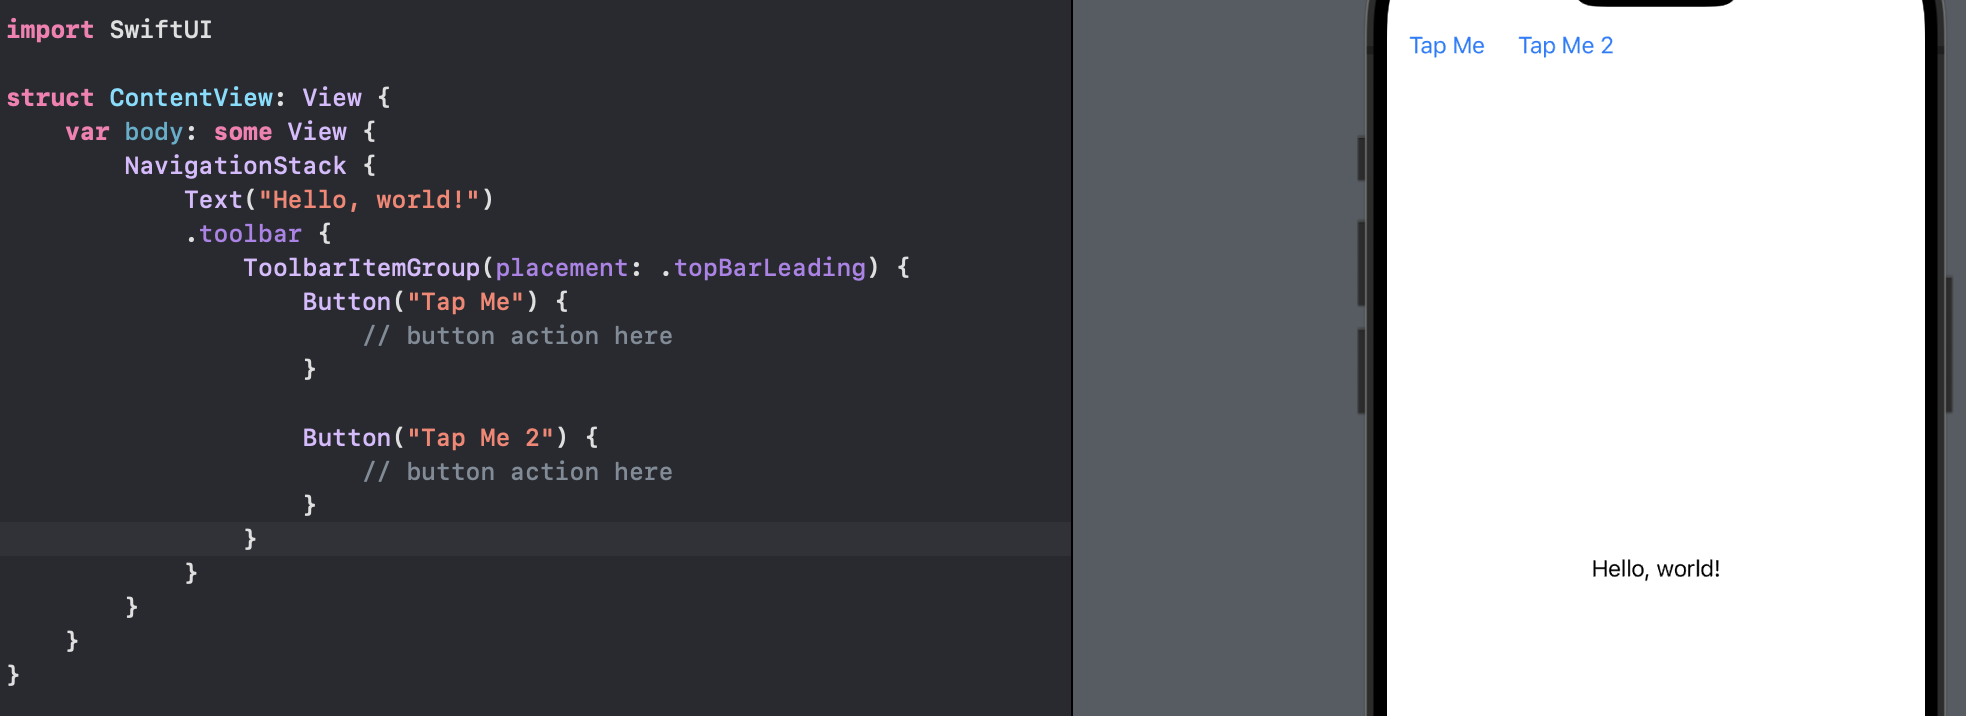 import SwiftUI
struct ContentView: View {
var body: some View {
NavigationStack {
Text("Hello, world!")
.toolbar {
ToolbarItemGroup(placement: .topBarLeading) {
Button("Tap Me") {
// button action here
}
Button("Tap Me 2") {
// button action here
}
}
}
}
}
}
Tap Me Tap Me 2
Hello, world!